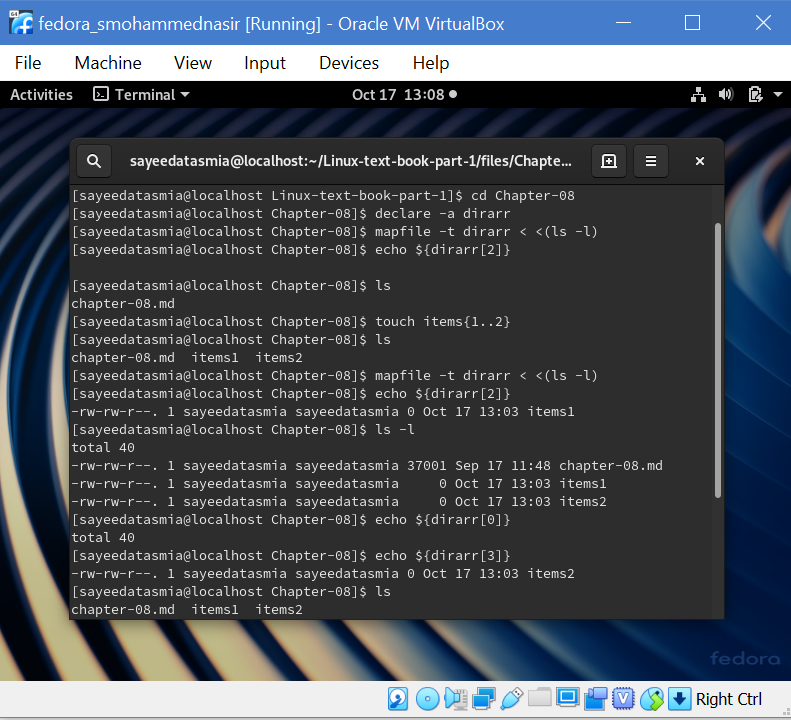 fedora_smohammednasir [Running] - Oracle VM VirtualBox
File Machine View Input Devices Help
Activities Terminal Oct 17 13:08
sayeedatasmia@localhost:~/Linux-text-book-part-1/files/Chapte...
[sayeedatasmia@localhost Linux-text-book-part-1]$ cd Chapter-08
[sayeedatasmia@localhost Chapter-08]$ declare -a dirarr
[sayeedatasmia@localhost Chapter-08]$ mapfile -t dirarr < <(ls -l)
[sayeedatasmia@localhost Chapter-08]$ echo ${dirarr[2]}
[sayeedatasmia@localhost Chapter-08]$ ls
chapter-08.md
[sayeedatasmia@localhost Chapter-08]$ touch items{1..2}
[sayeedatasmia@localhost Chapter-08]$ ls
chapter-08.md  items1  items2
[sayeedatasmia@localhost Chapter-08]$ mapfile -t dirarr < <(ls -l)
[sayeedatasmia@localhost Chapter-08]$ echo ${dirarr[2]}
-rw-rw-r--. 1 sayeedatasmia sayeedatasmia 0 Oct 17 13:03 items1
[sayeedatasmia@localhost Chapter-08]$ ls -l
total 40
-rw-rw-r--. 1 sayeedatasmia sayeedatasmia 37001 Sep 17 11:48 chapter-08.md
-rw-rw-r--. 1 sayeedatasmia sayeedatasmia     0 Oct 17 13:03 items1
-rw-rw-r--. 1 sayeedatasmia sayeedatasmia     0 Oct 17 13:03 items2
[sayeedatasmia@localhost Chapter-08]$ echo ${dirarr[0]}
total 40
[sayeedatasmia@localhost Chapter-08]$ echo ${dirarr[3]}
-rw-rw-r--. 1 sayeedatasmia sayeedatasmia 0 Oct 17 13:03 items2
[sayeedatasmia@localhost Chapter-08]$ ls
chapter-08.md  items1  items2
fedora
Right Ctrl